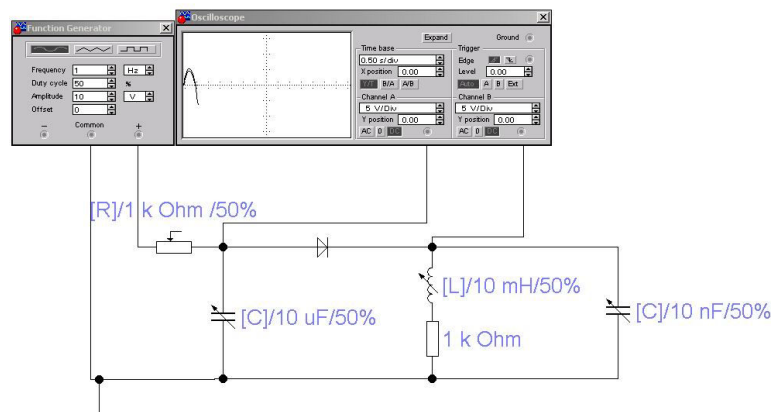 Function Generator
Frequency 1 Hz
Duty cycle 50 %
Amplitude 10 V
Offset 0
− Common +
Oscilloscope
Expand
Ground
Time base
0.50 s/div
X position 0.00
Y/T B/A A/B
Trigger
Edge
Level 0.00
Auto A B Ext
Channel A
5 V/Div
Y position 0.00
AC 0 DC
Channel B
5 V/Div
Y position 0.00
AC 0 DC
[R]/1 k Ohm /50%
[C]/10 uF/50%
[L]/10 mH/50%
1 k Ohm
[C]/10 nF/50%